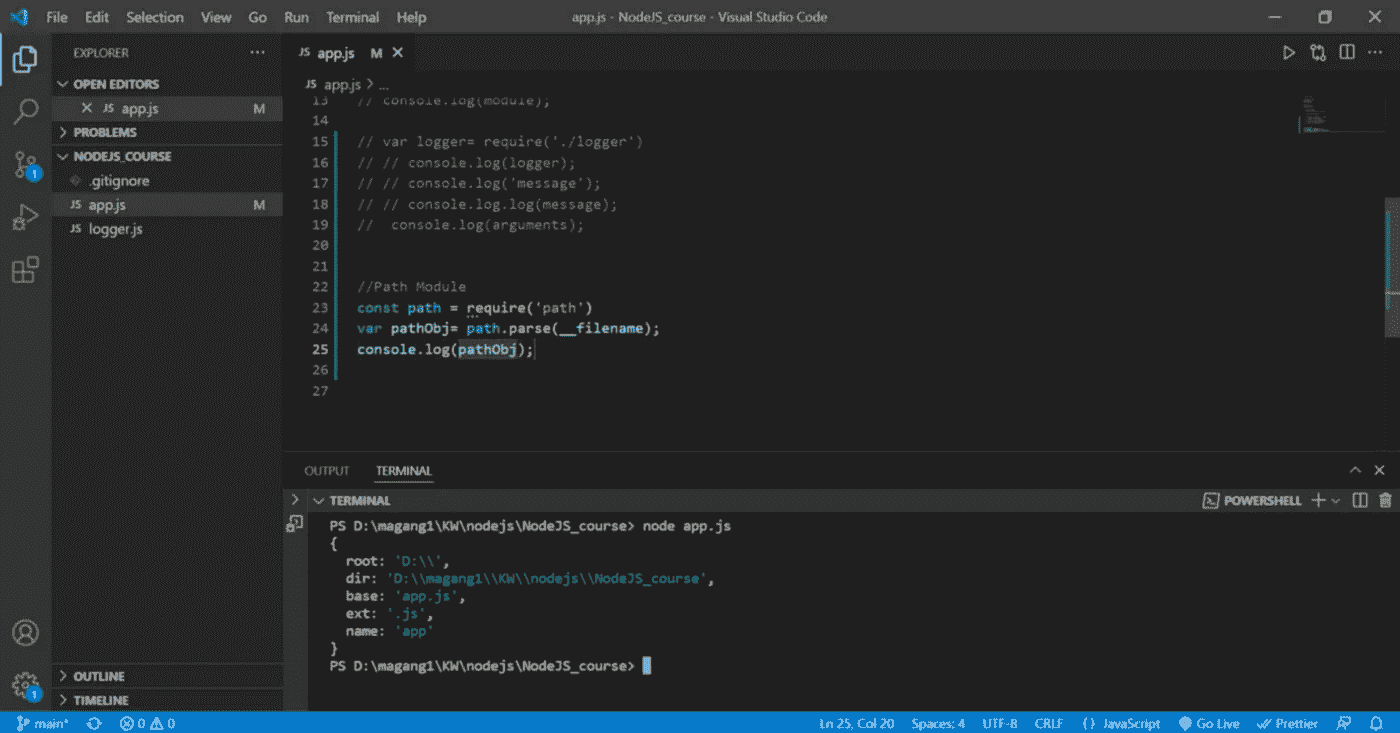 File Edit Selection View Go Run Terminal Help app.js - NodeJS_course - Visual Studio Code
EXPLORER
OPEN EDITORS
JS app.js M
PROBLEMS
NODEJS_COURSE
.gitignore
JS app.js M
JS logger.js
OUTLINE
TIMELINE
1
1
JS app.js M
JS app.js > ...
13 // console.log(module);
14
15 // var logger= require('./logger')
16 // // console.log(logger);
17 // // console.log('message');
18 // // console.log.log(message);
19 //  console.log(arguments);
20
21
22 //Path Module
23 const path = require('path')
24 var pathObj= path.parse(__filename);
25 console.log(pathObj);
26
27
OUTPUT TERMINAL
TERMINAL POWERSHELL
PS D:\magang1\KW\nodejs\NodeJS_course> node app.js
{
  root: 'D:\\',
  dir: 'D:\\magang1\\KW\\nodejs\\NodeJS_course',
  base: 'app.js',
  ext: '.js',
  name: 'app'
}
PS D:\magang1\KW\nodejs\NodeJS_course>
main* 0 0 Ln 25, Col 20 Spaces: 4 UTF-8 CRLF {} JavaScript Go Live Prettier